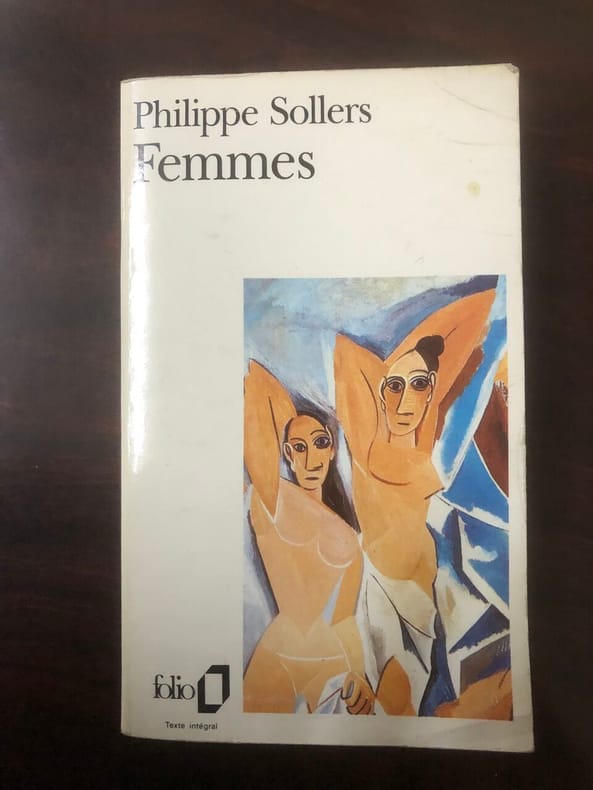 Philippe Sollers
Femmes
folio
Texte intégral